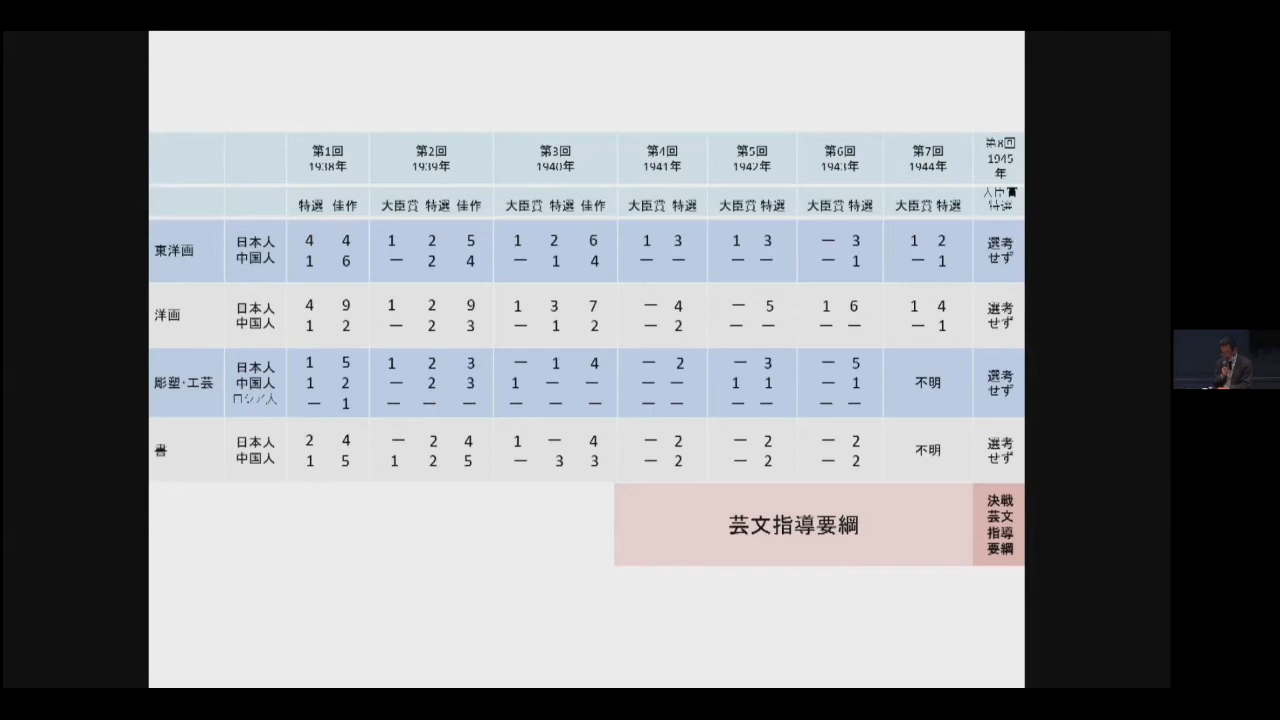 第1回 第2回 第3回 第4回 第5回 第6回 第7回 第8回
1938年 1939年 1940年 1941年 1942年 1943年 1944年 1945
年
特選 佳作 大臣賞 特選 佳作 大臣賞 特選 佳作 大臣賞 特選 大臣賞 特選 大臣賞 特選 大臣賞 特選
東洋画 日本人 4 4 1 2 5 1 2 6 1 3 1 3 — 3 1 2 選考
中国人 1 6 — 2 4 — 1 4 — — — — — 1 — 1 せず
洋画 日本人 4 9 1 2 9 1 3 7 — 4 — 5 1 6 1 4 選考
中国人 1 2 — 2 3 — 1 2 — 2 — — — — — 1 せず
彫塑・工芸 日本人 1 5 1 2 3 — 1 4 — 2 — 3 — 5 不明 選考
中国人 1 2 — 2 3 1 — — — — 1 1 — 1 せず
ロシア人 — 1 — — — — — — — — — — — —
書 日本人 2 4 — 2 4 1 — 4 — 2 — 2 — 2 不明 選考
中国人 1 5 1 2 5 — 3 3 — 2 — 2 — 2 せず
芸文指導要綱
決戦
芸文
指導
要綱